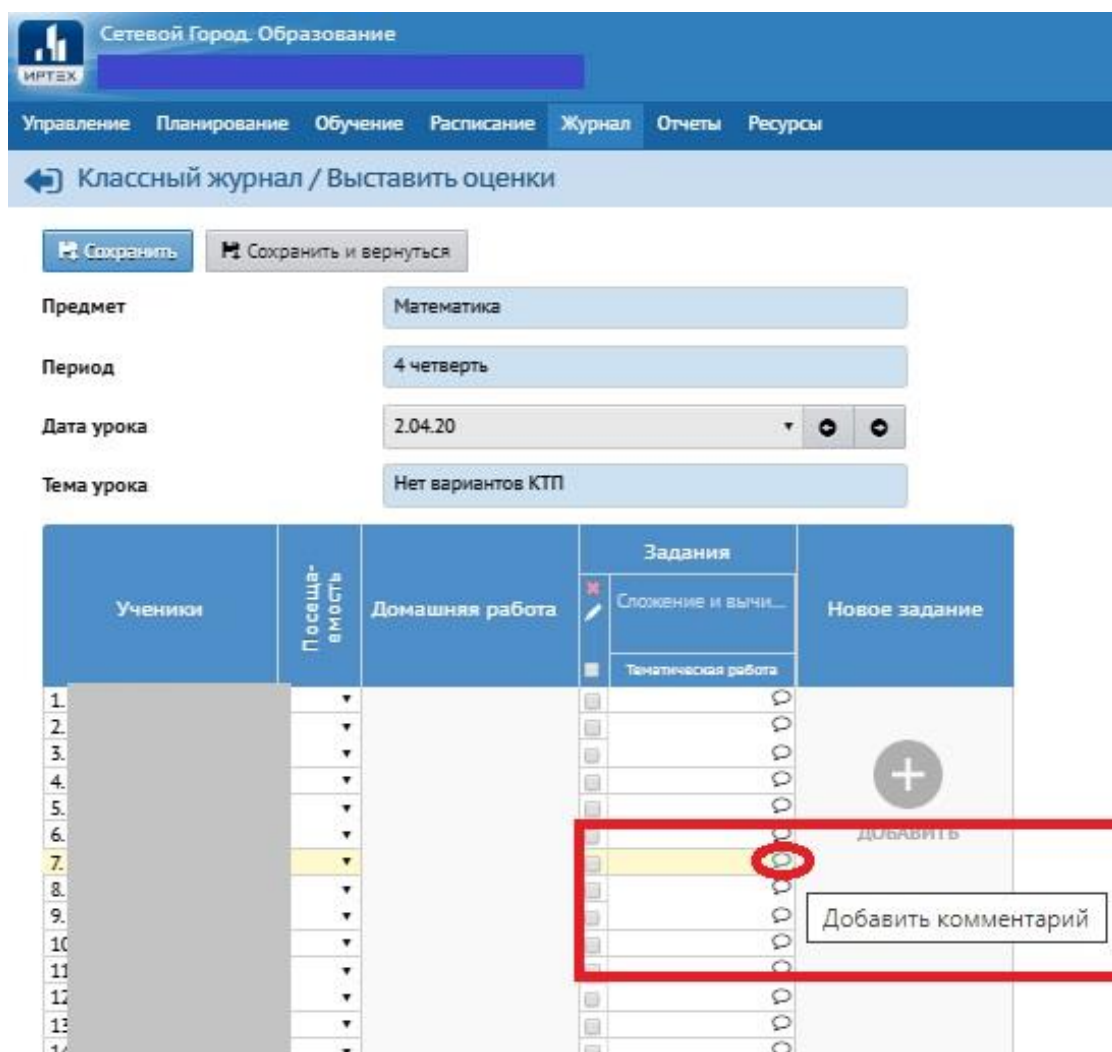 Сетевой Город. Образование
ИРТЕХ
Управление Планирование Обучение Расписание Журнал Отчеты Ресурсы
Классный журнал / Выставить оценки
Сохранить Сохранить и вернуться
Предмет Математика
Период 4 четверть
Дата урока 2.04.20
Тема урока Нет вариантов КТП
Задания
Ученики Посеща-емость Домашняя работа Сложение и вычи... Новое задание
Тематическая работа
1.
2.
3.
4.
5.
6. ДОБАВИТЬ
7.
8.
9. Добавить комментарий
10
11
12
13
14